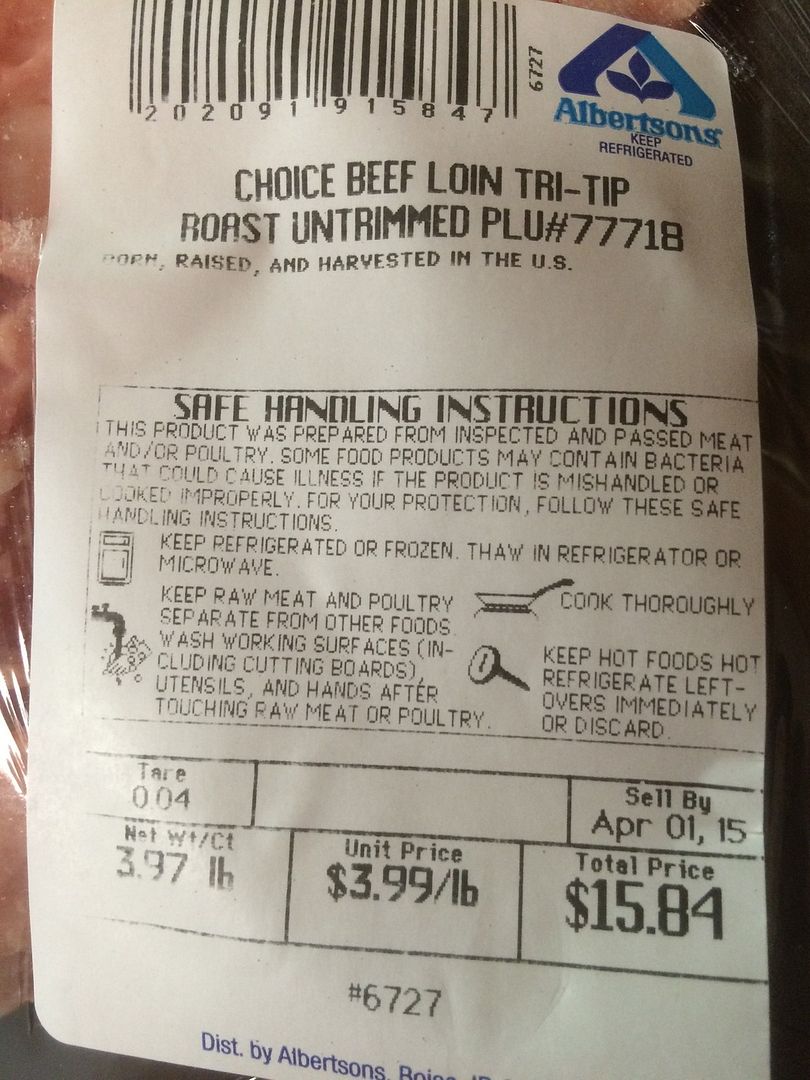 6727
2 02091 915847
Albertsons
KEEP
REFRIGERATED
CHOICE BEEF LOIN TRI-TIP
ROAST UNTRIMMED PLU#77718
BORN, RAISED, AND HARVESTED IN THE U.S.
SAFE HANDLING INSTRUCTIONS
THIS PRODUCT WAS PREPARED FROM INSPECTED AND PASSED MEAT
AND/OR POULTRY. SOME FOOD PRODUCTS MAY CONTAIN BACTERIA
THAT COULD CAUSE ILLNESS IF THE PRODUCT IS MISHANDLED OR
COOKED IMPROPERLY. FOR YOUR PROTECTION, FOLLOW THESE SAFE
HANDLING INSTRUCTIONS.
KEEP REFRIGERATED OR FROZEN. THAW IN REFRIGERATOR OR
MICROWAVE.
KEEP RAW MEAT AND POULTRY
SEPARATE FROM OTHER FOODS.
WASH WORKING SURFACES (IN-
CLUDING CUTTING BOARDS),
UTENSILS, AND HANDS AFTER
TOUCHING RAW MEAT OR POULTRY.
COOK THOROUGHLY
KEEP HOT FOODS HOT
REFRIGERATE LEFT-
OVERS IMMEDIATELY
OR DISCARD.
Tare
0.04
Sell By
Apr 01, 15
Net Wt/Ct
3.97 lb
Unit Price
$3.99/lb
Total Price
$15.84
#6727
Dist. by Albertsons, Boise, ID